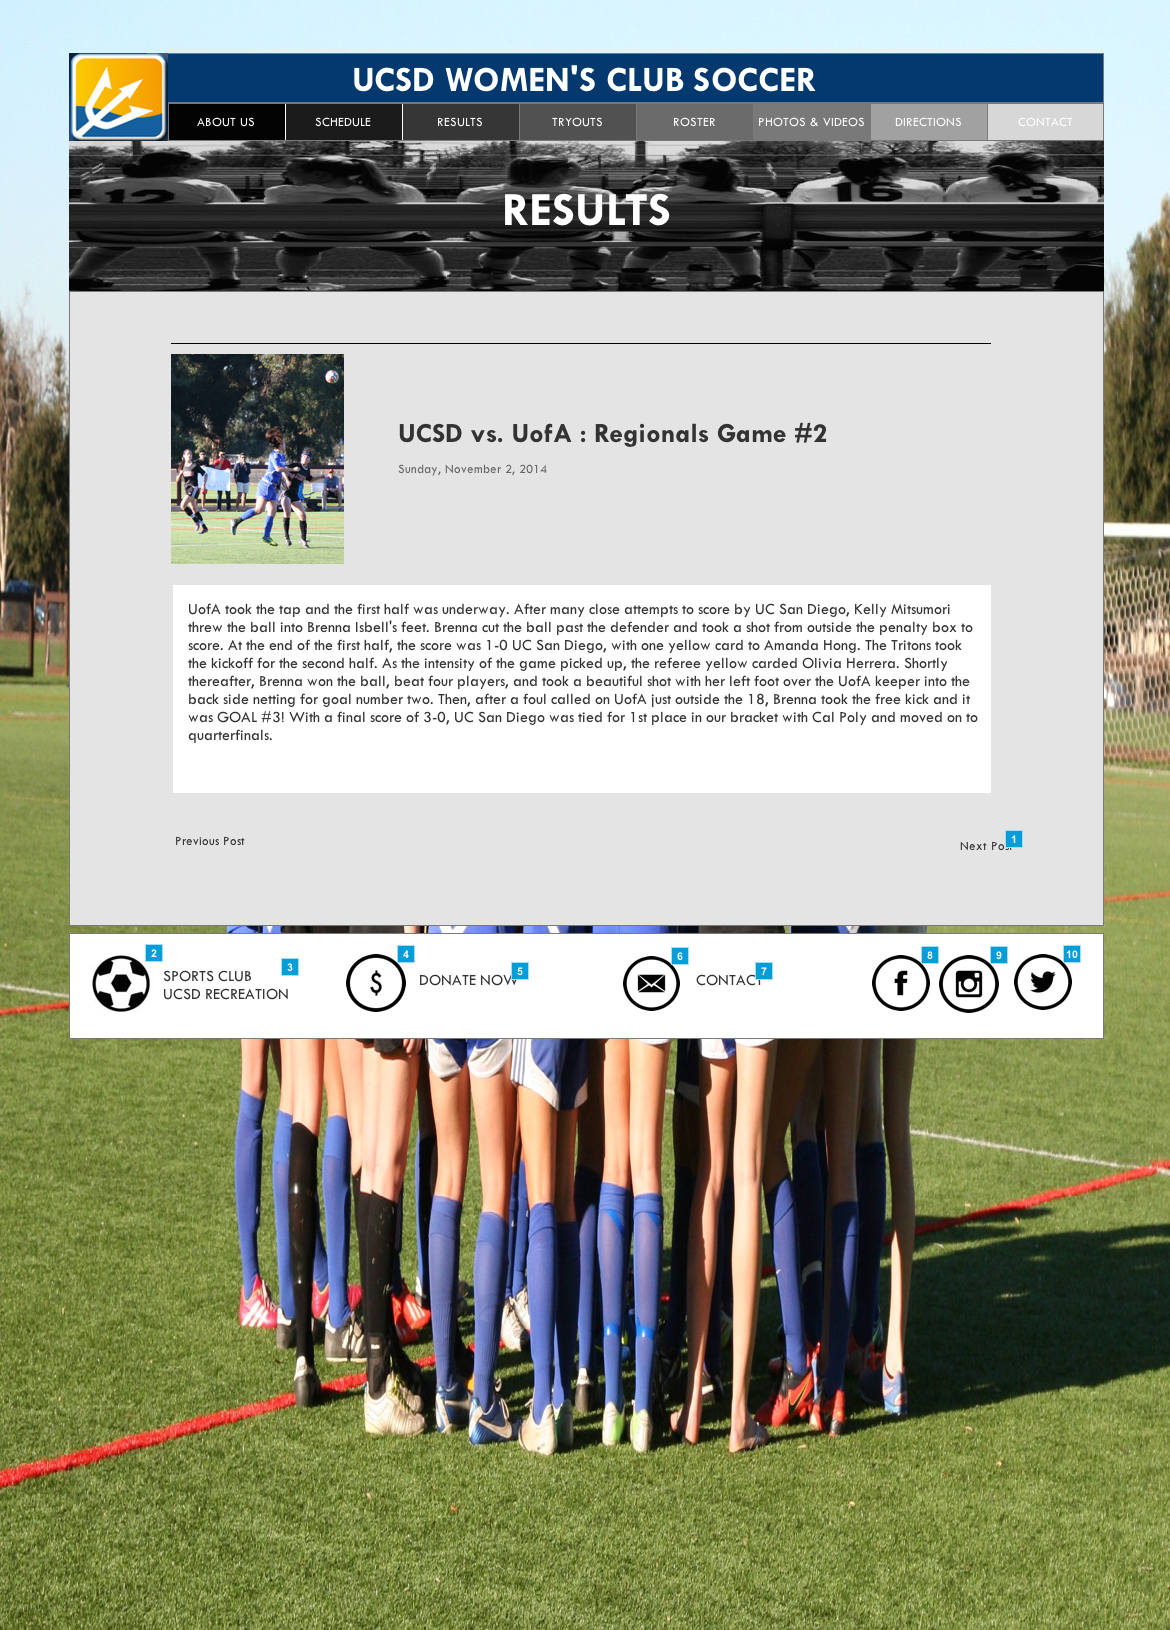 UCSD WOMEN'S CLUB SOCCER
ABOUT US
SCHEDULE
RESULTS
TRYOUTS
ROSTER
PHOTOS & VIDEOS
DIRECTIONS
CONTACT
12
16
3
RESULTS
UCSD vs. UofA : Regionals Game #2
Sunday, November 2, 2014
UofA took the tap and the first half was underway. After many close attempts to score by UC San Diego, Kelly Mitsumori
threw the ball into Brenna Isbell's feet. Brenna cut the ball past the defender and took a shot from outside the penalty box to
score. At the end of the first half, the score was 1-0 UC San Diego, with one yellow card to Amanda Hong. The Tritons took
the kickoff for the second half. As the intensity of the game picked up, the referee yellow carded Olivia Herrera. Shortly
thereafter, Brenna won the ball, beat four players, and took a beautiful shot with her left foot over the UofA keeper into the
back side netting for goal number two. Then, after a foul called on UofA just outside the 18, Brenna took the free kick and it
was GOAL #3! With a final score of 3-0, UC San Diego was tied for 1st place in our bracket with Cal Poly and moved on to
quarterfinals.
Previous Post
Next Post
1
2
SPORTS CLUB
UCSD RECREATION
3
4
$
DONATE NOW
5
6
CONTACT
7
8
f
9
10